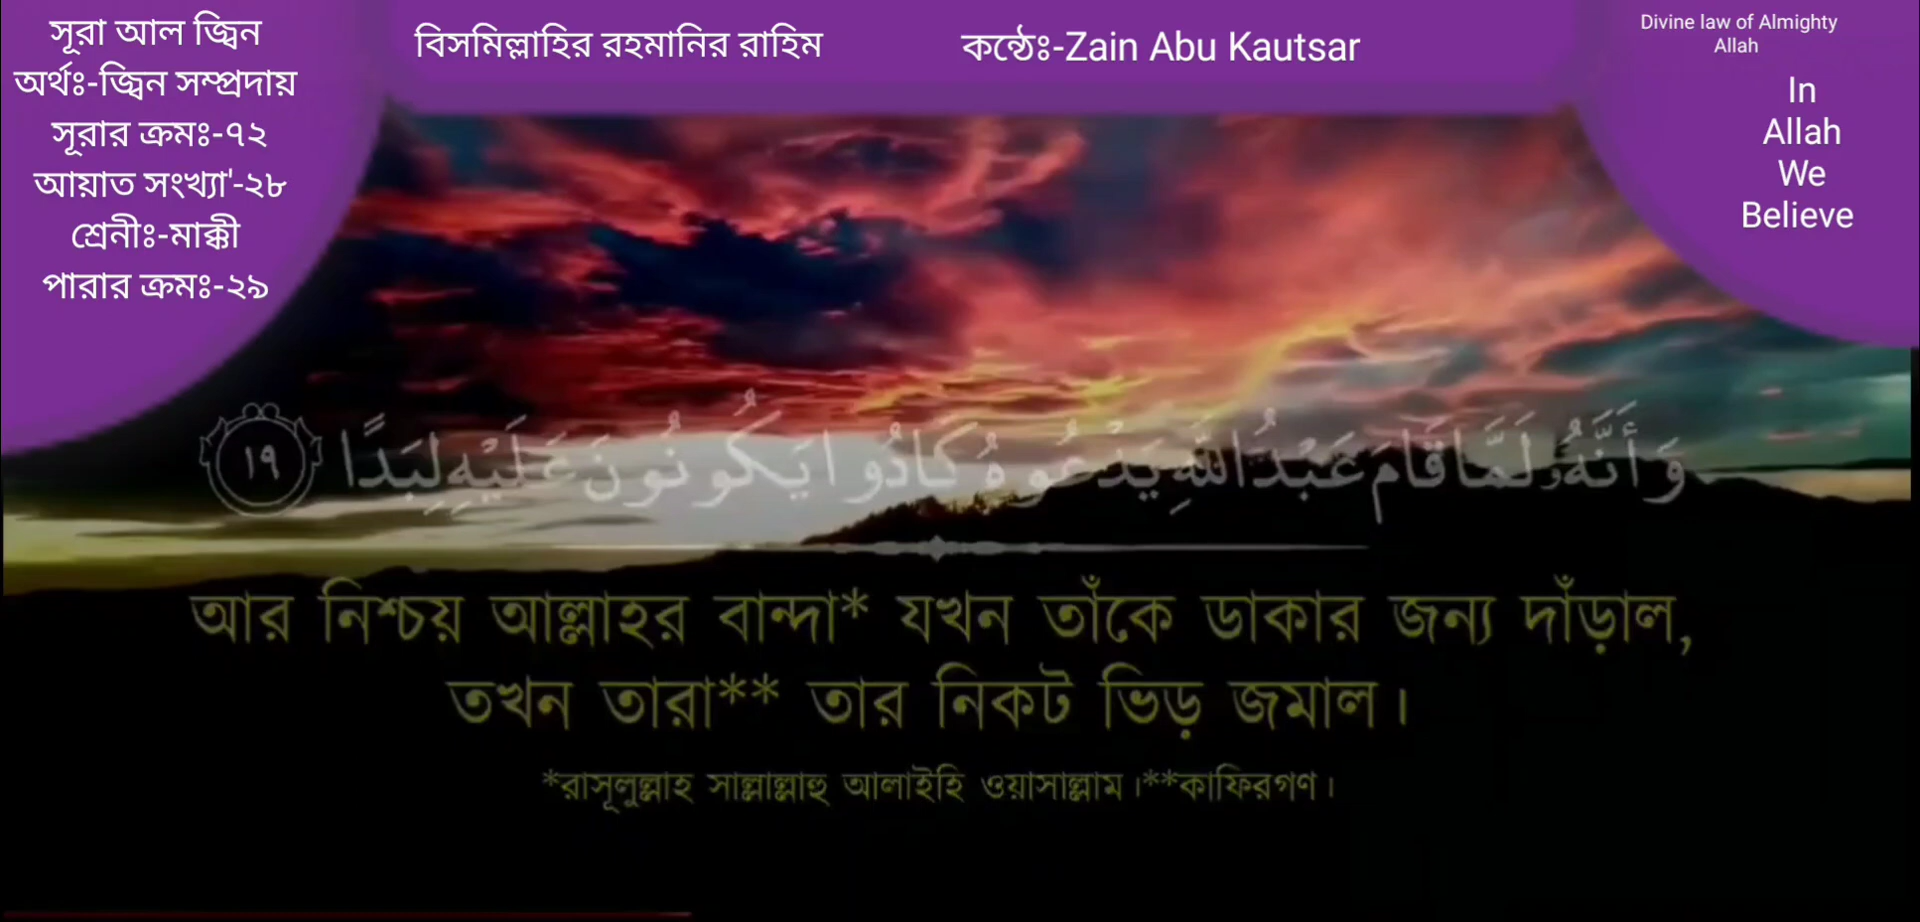 সূরা আল জ্বিন
অর্থঃ-জ্বিন সম্প্রদায়
সূরার ক্রমঃ-৭২
আয়াত সংখ্যা'-২৮
শ্রেনীঃ-মাক্কী
পারার ক্রমঃ-২৯
বিসমিল্লাহির রহমানির রাহিম
কন্ঠেঃ-Zain Abu Kautsar
Divine law of Almighty
Allah
In
Allah
We
Believe
وَأَنَّهُۥ لَمَّا قَامَ عَبْدُ اللَّهِ يَدْعُوهُ كَادُوا يَكُونُونَ عَلَيْهِ لِبَدًا ١٩
আর নিশ্চয় আল্লাহর বান্দা* যখন তাঁকে ডাকার জন্য দাঁড়াল,
তখন তারা** তার নিকট ভিড় জমাল।
*রাসূলুল্লাহ সাল্লাল্লাহু আলাইহি ওয়াসাল্লাম।**কাফিরগণ।